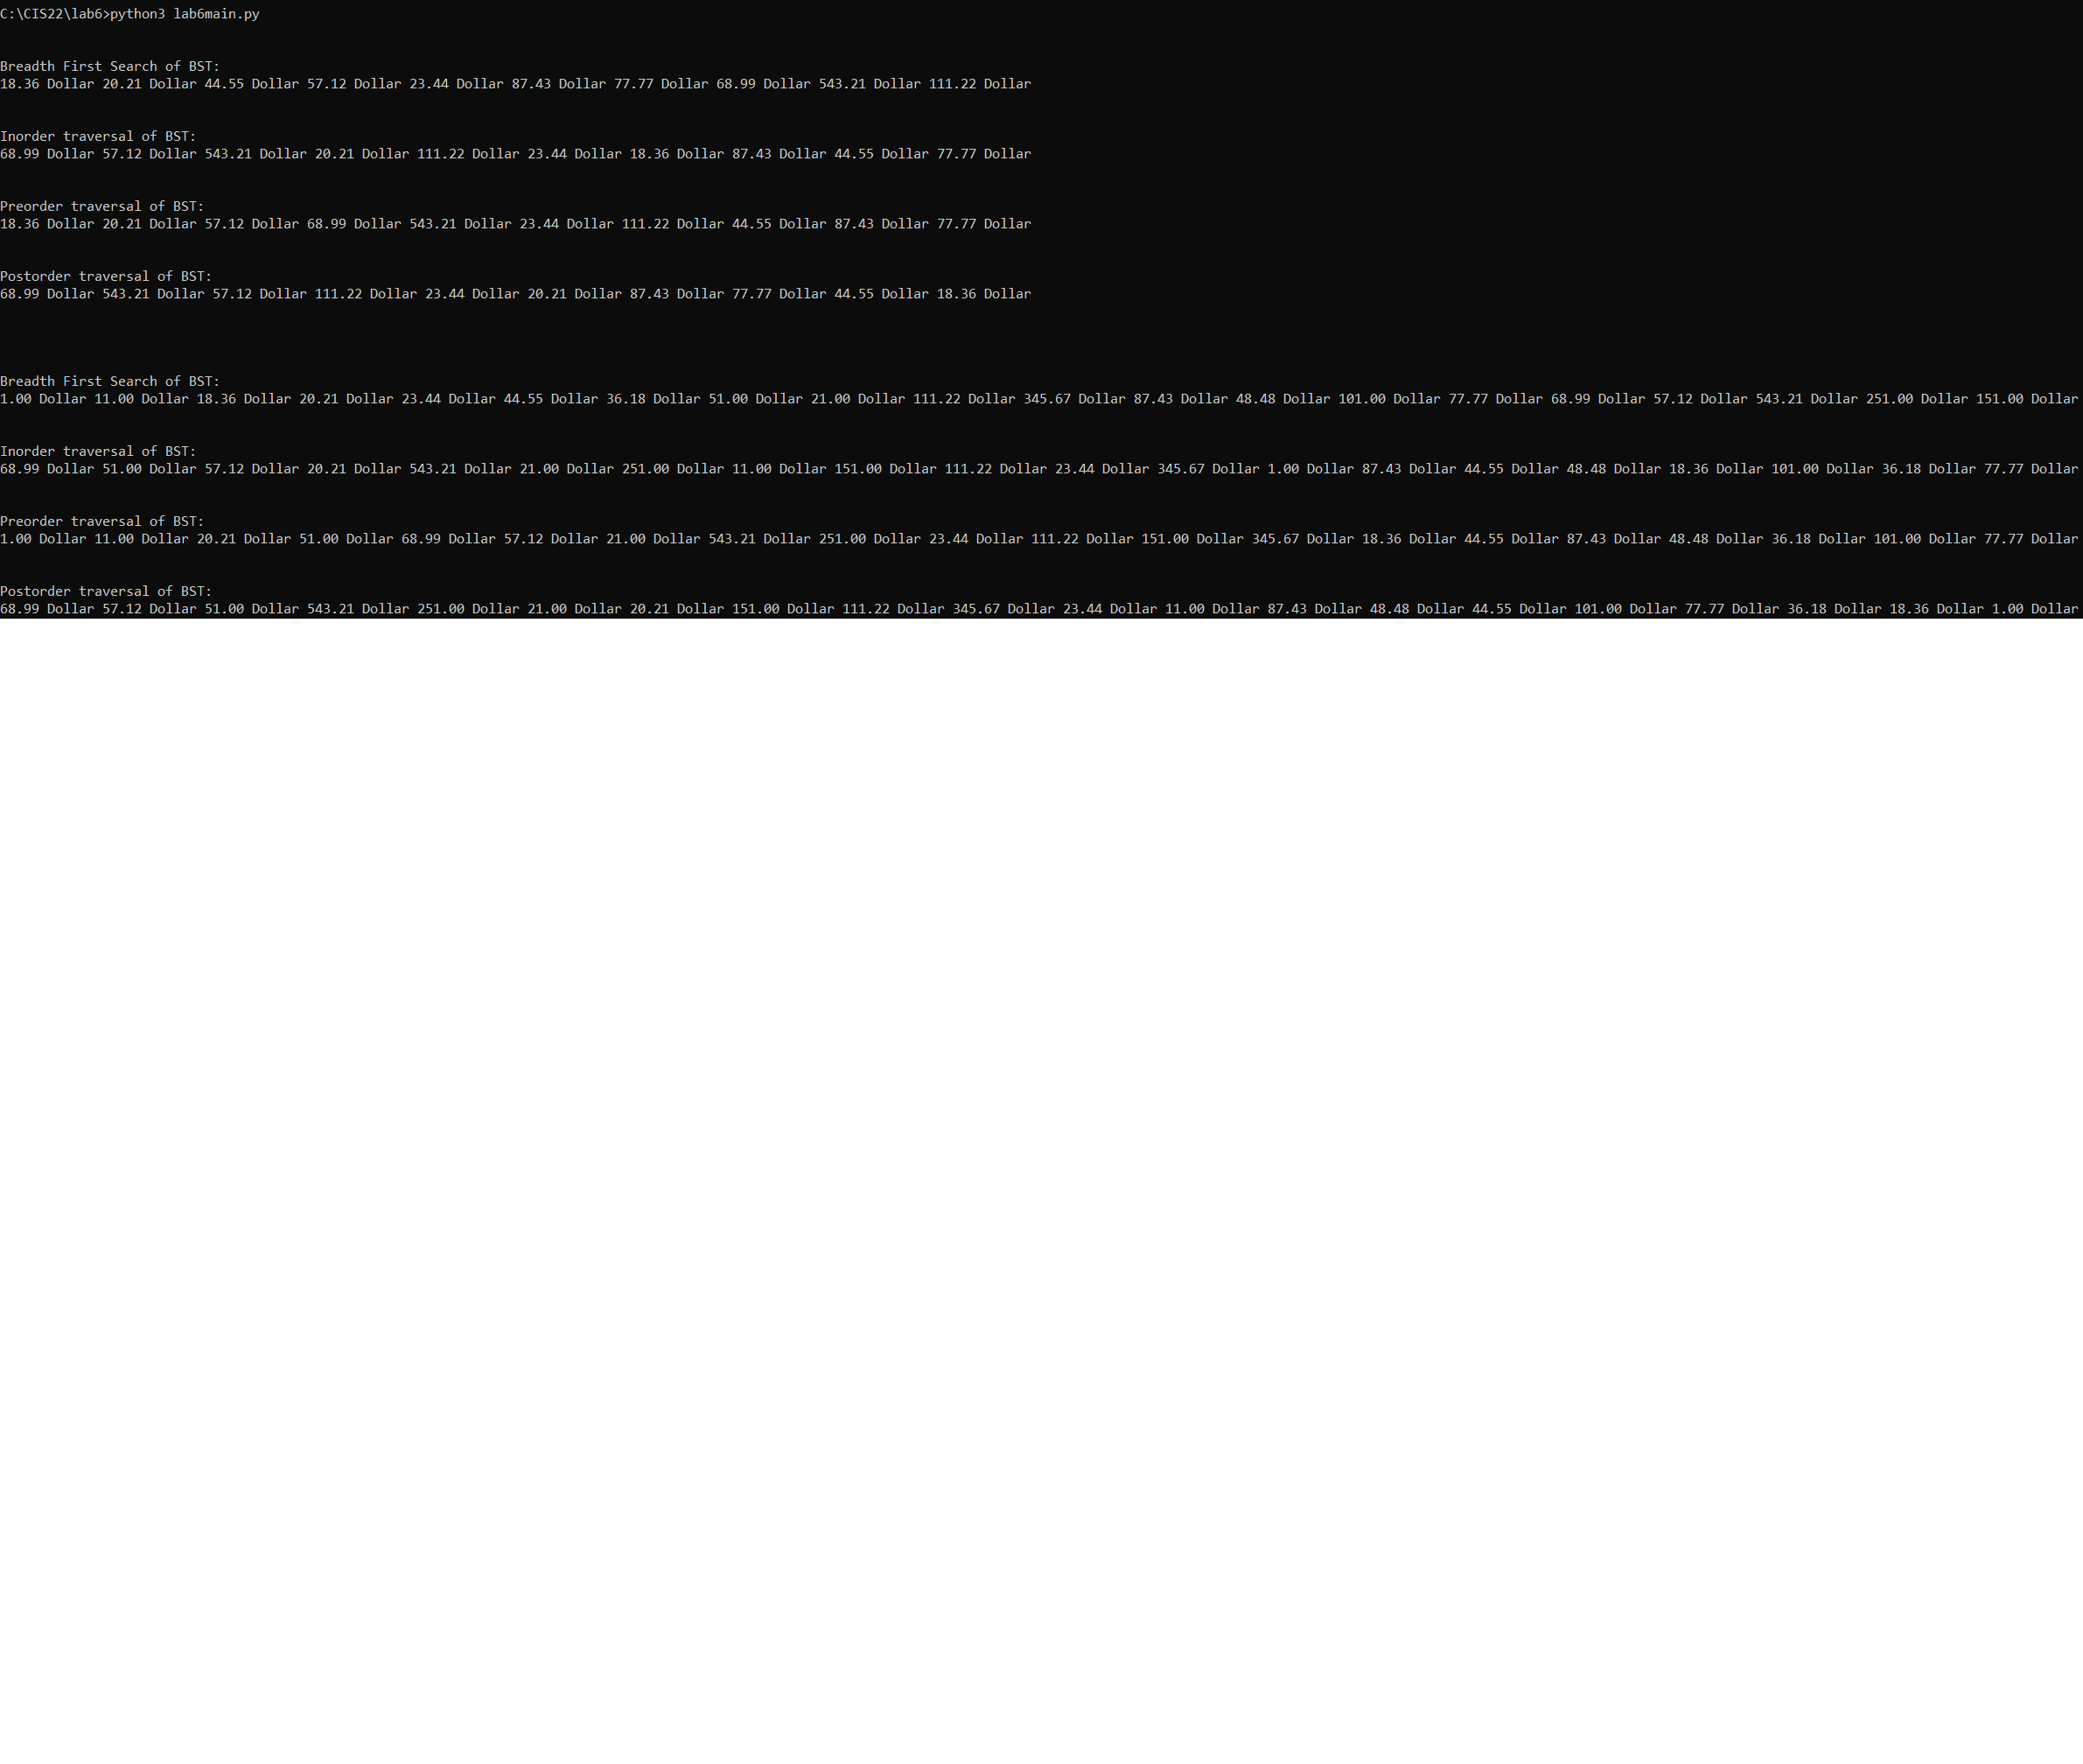 C:\CIS22\lab6>python3 lab6main.py
Breadth First Search of BST:
18.36 Dollar 20.21 Dollar 44.55 Dollar 57.12 Dollar 23.44 Dollar 87.43 Dollar 77.77 Dollar 68.99 Dollar 543.21 Dollar 111.22 Dollar
Inorder traversal of BST:
68.99 Dollar 57.12 Dollar 543.21 Dollar 20.21 Dollar 111.22 Dollar 23.44 Dollar 18.36 Dollar 87.43 Dollar 44.55 Dollar 77.77 Dollar
Preorder traversal of BST:
18.36 Dollar 20.21 Dollar 57.12 Dollar 68.99 Dollar 543.21 Dollar 23.44 Dollar 111.22 Dollar 44.55 Dollar 87.43 Dollar 77.77 Dollar
Postorder traversal of BST:
68.99 Dollar 543.21 Dollar 57.12 Dollar 111.22 Dollar 23.44 Dollar 20.21 Dollar 87.43 Dollar 77.77 Dollar 44.55 Dollar 18.36 Dollar
Breadth First Search of BST:
1.00 Dollar 11.00 Dollar 18.36 Dollar 20.21 Dollar 23.44 Dollar 44.55 Dollar 36.18 Dollar 51.00 Dollar 21.00 Dollar 111.22 Dollar 345.67 Dollar 87.43 Dollar 48.48 Dollar 101.00 Dollar 77.77 Dollar 68.99 Dollar 57.12 Dollar 543.21 Dollar 251.00 Dollar 151.00 Dollar
Inorder traversal of BST:
68.99 Dollar 51.00 Dollar 57.12 Dollar 20.21 Dollar 543.21 Dollar 21.00 Dollar 251.00 Dollar 11.00 Dollar 151.00 Dollar 111.22 Dollar 23.44 Dollar 345.67 Dollar 1.00 Dollar 87.43 Dollar 44.55 Dollar 48.48 Dollar 18.36 Dollar 101.00 Dollar 36.18 Dollar 77.77 Dollar
Preorder traversal of BST:
1.00 Dollar 11.00 Dollar 20.21 Dollar 51.00 Dollar 68.99 Dollar 57.12 Dollar 21.00 Dollar 543.21 Dollar 251.00 Dollar 23.44 Dollar 111.22 Dollar 151.00 Dollar 345.67 Dollar 18.36 Dollar 44.55 Dollar 87.43 Dollar 48.48 Dollar 36.18 Dollar 101.00 Dollar 77.77 Dollar
Postorder traversal of BST:
68.99 Dollar 57.12 Dollar 51.00 Dollar 543.21 Dollar 251.00 Dollar 21.00 Dollar 20.21 Dollar 151.00 Dollar 111.22 Dollar 345.67 Dollar 23.44 Dollar 11.00 Dollar 87.43 Dollar 48.48 Dollar 44.55 Dollar 101.00 Dollar 77.77 Dollar 36.18 Dollar 18.36 Dollar 1.00 Dollar